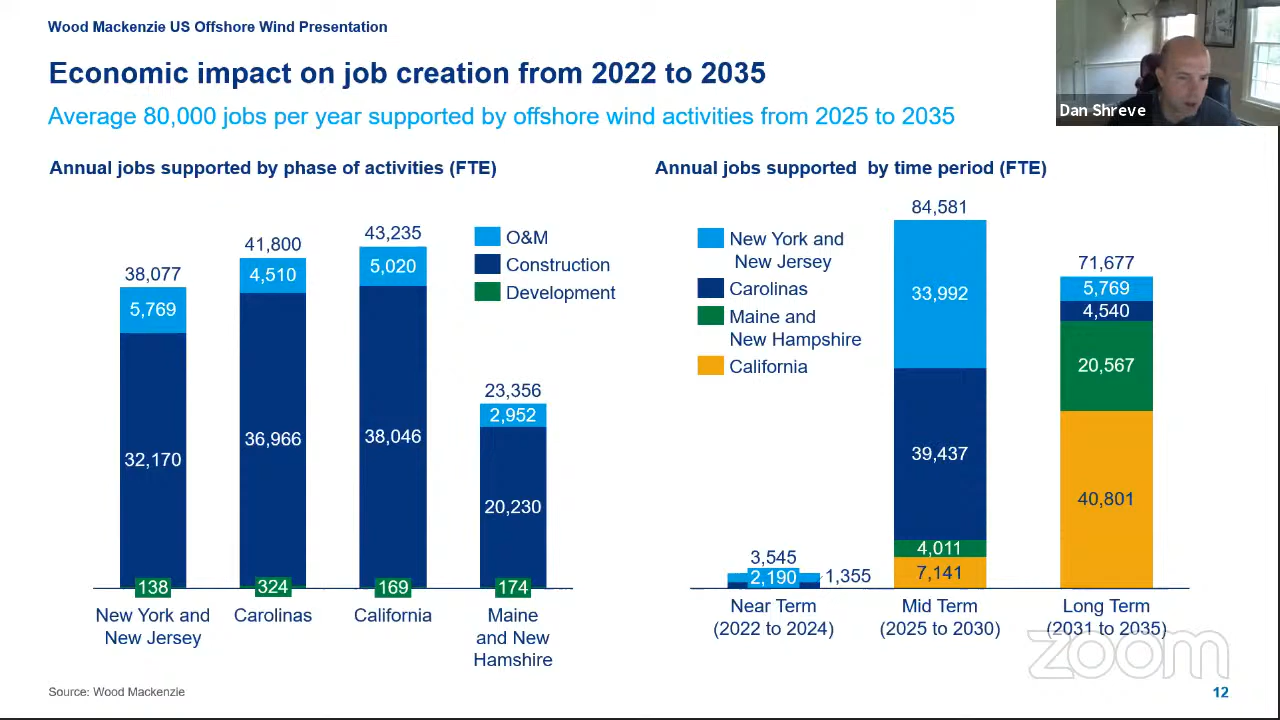 Wood Mackenzie US Offshore Wind Presentation
Dan Shreve
Economic impact on job creation from 2022 to 2035
Average 80,000 jobs per year supported by offshore wind activities from 2025 to 2035
Annual jobs supported by phase of activities (FTE)
38,077
5,769
32,170
138
41,800
4,510
36,966
324
43,235
5,020
38,046
169
23,356
2,952
20,230
174
O&M
Construction
Development
New York and
New Jersey
Carolinas
California
Maine
and New
Hamshire
Annual jobs supported by time period (FTE)
New York and
New Jersey
Carolinas
Maine and
New Hampshire
California
3,545
2,190
1,355
84,581
33,992
39,437
4,011
7,141
71,677
5,769
4,540
20,567
40,801
Near Term
(2022 to 2024)
Mid Term
(2025 to 2030)
Long Term
(2031 to 2035)
zoom
Source: Wood Mackenzie
12